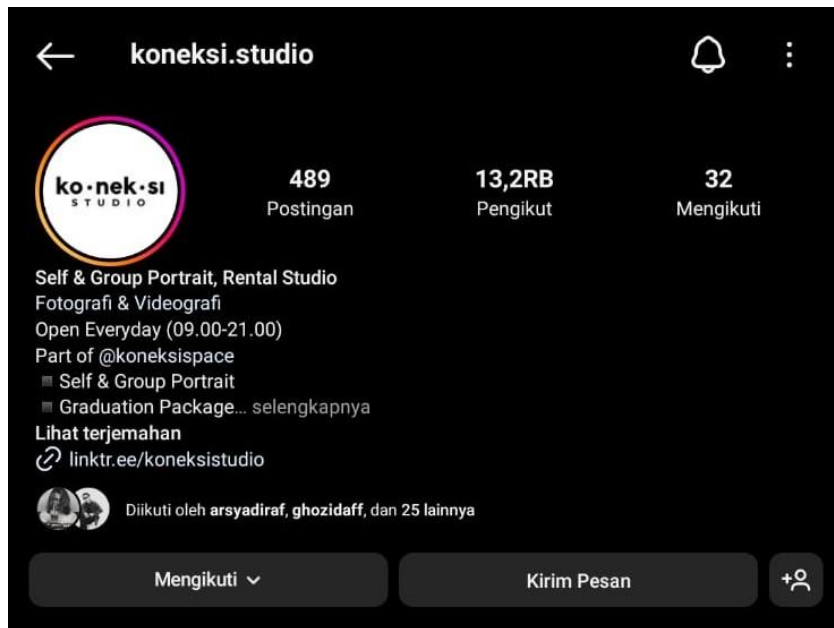 koneksi.studio
ko·nek·sı
STUDIO
489
Postingan
13,2RB
Pengikut
32
Mengikuti
Self & Group Portrait, Rental Studio
Fotografi & Videografi
Open Everyday (09.00-21.00)
Part of @koneksispace
▪ Self & Group Portrait
▪ Graduation Package... selengkapnya
Lihat terjemahan
linktr.ee/koneksistudio
Diikuti oleh arsyadiraf, ghozidaff, dan 25 lainnya
Mengikuti
Kirim Pesan